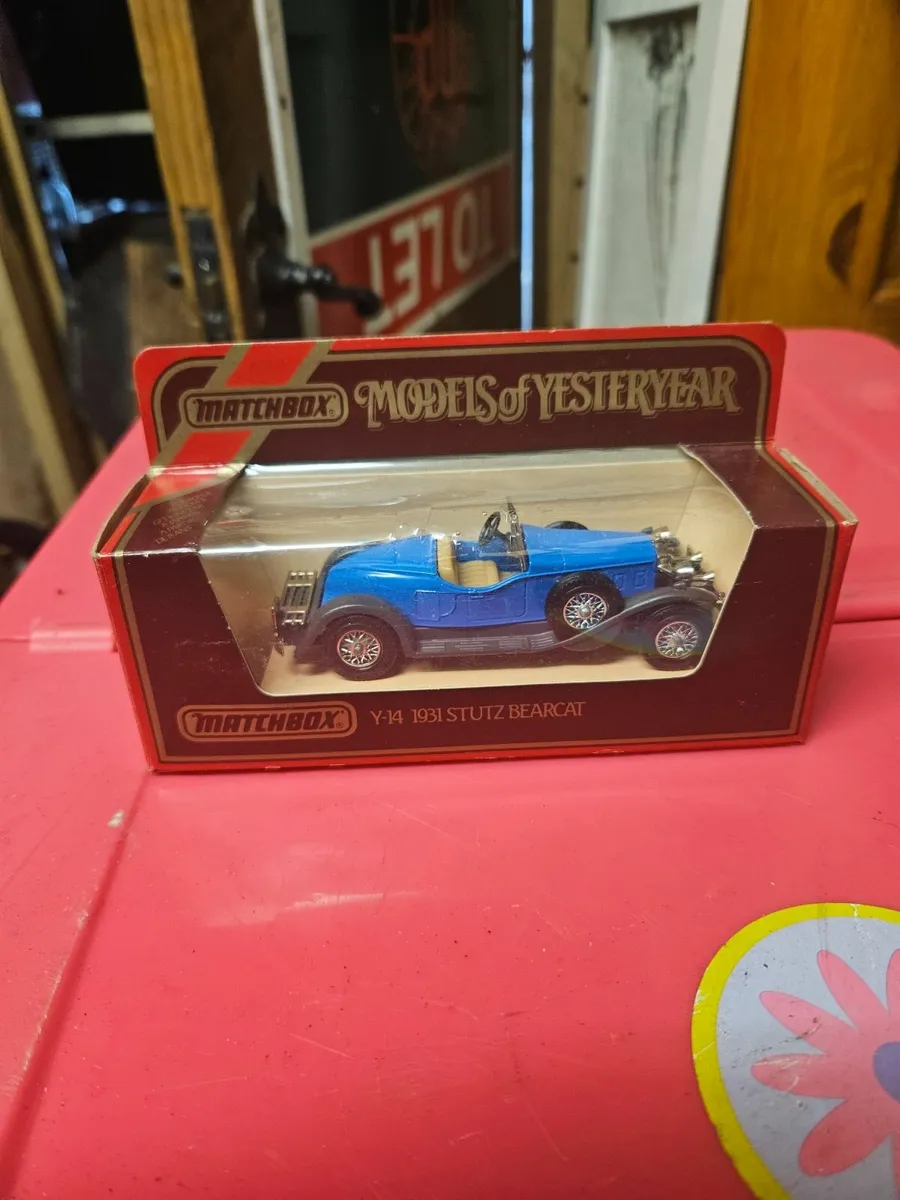 TO LET
MATCHBOX® MODELS of YESTERYEAR
MATCHBOX® Y-14 1931 STUTZ BEARCAT